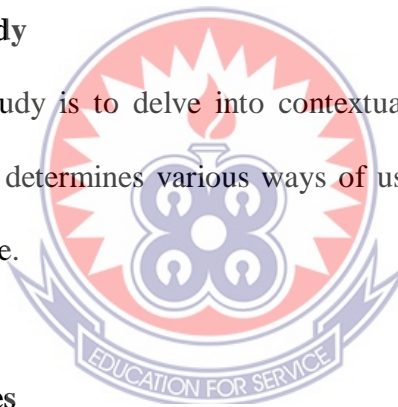 dy
udy is to delve into contextua
determines various ways of us
e.
EDUCATION FOR SERVICE
es